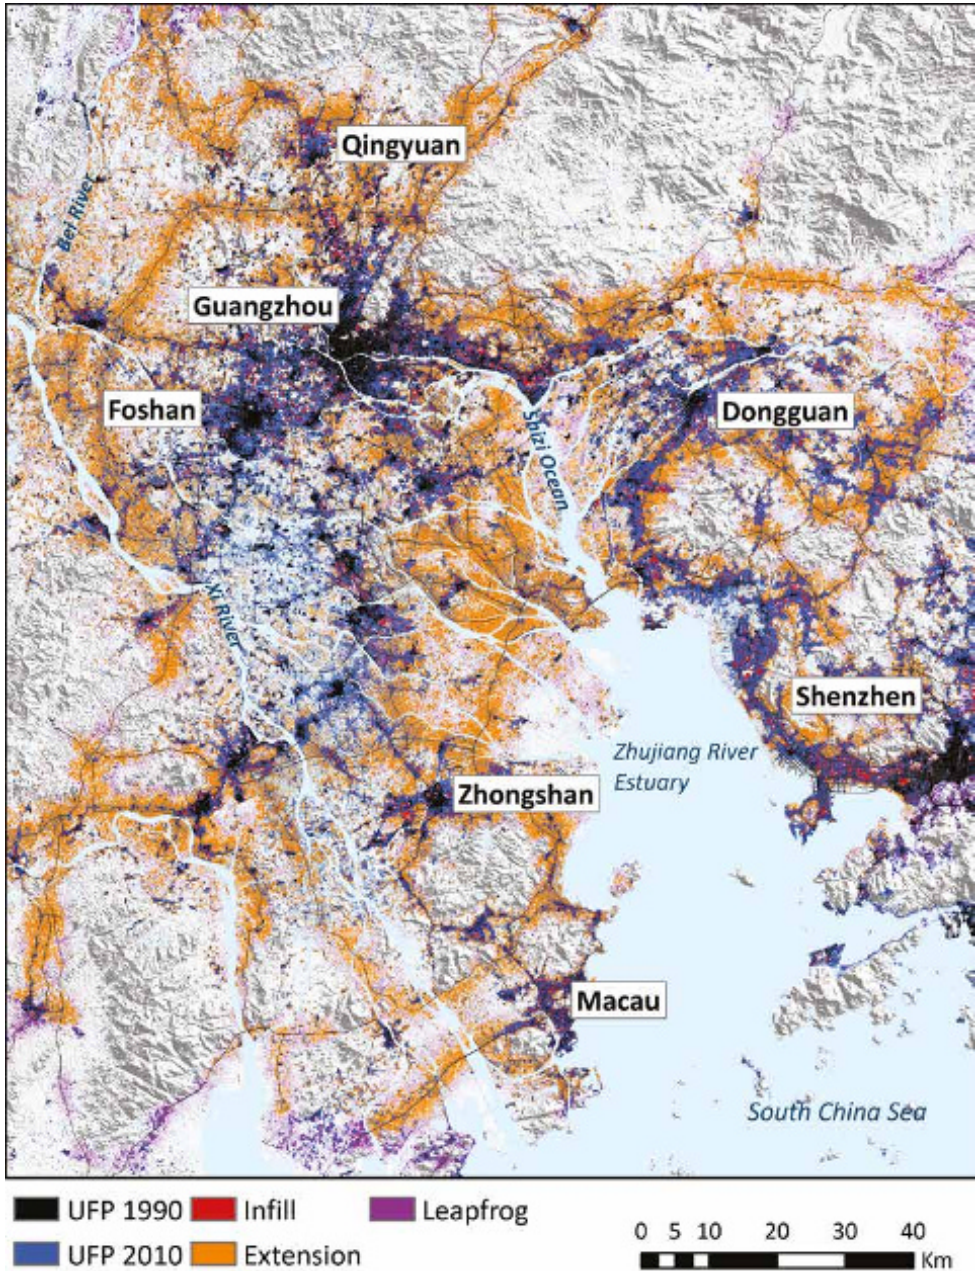 Qingyuan
Bei River
Guangzhou
Foshan
Shizi Ocean
Dongguan
Xi River
Shenzhen
Zhujiang River
Estuary
Zhongshan
Macau
South China Sea
UFP 1990
Infill
Leapfrog
UFP 2010
Extension
0 5 10 20 30 40
Km